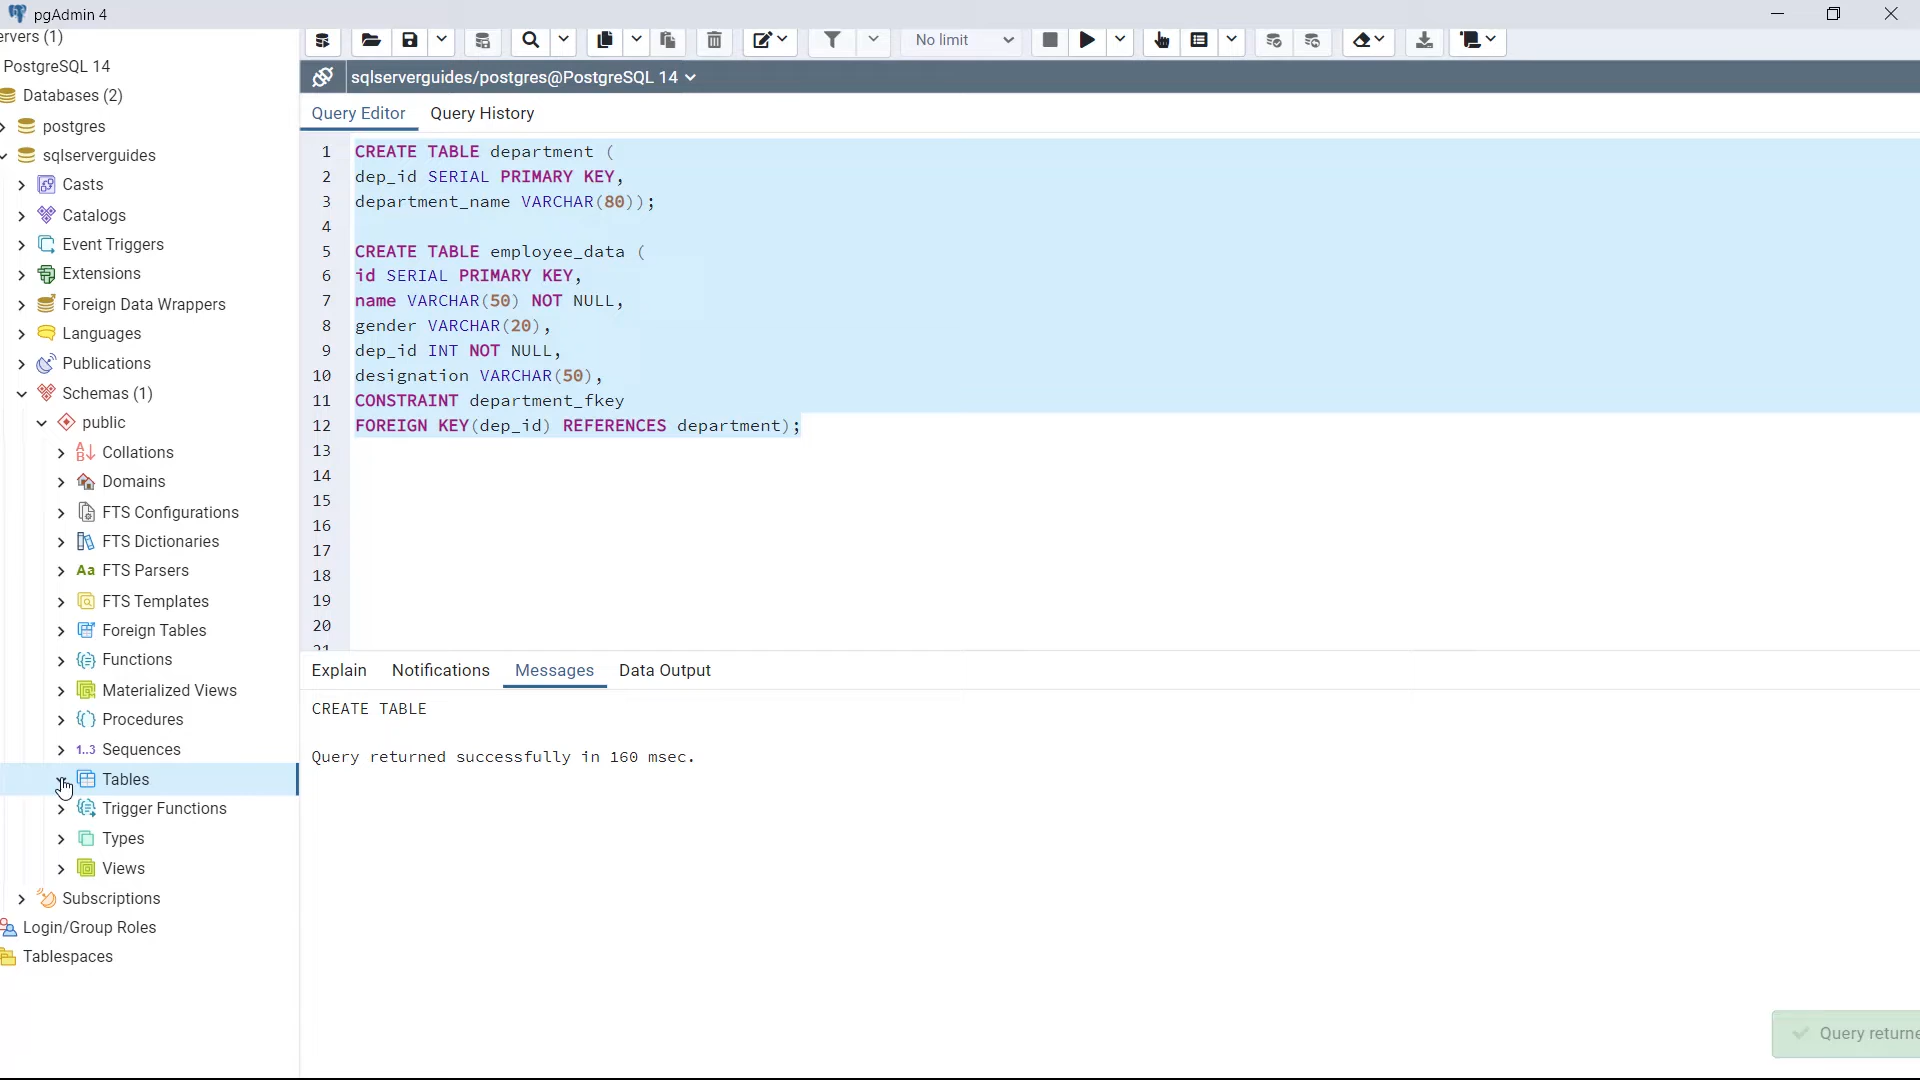 pgAdmin 4
ervers (1)
PostgreSQL 14
Databases (2)
postgres
sqlserverguides
Casts
Catalogs
Event Triggers
Extensions
Foreign Data Wrappers
Languages
Publications
Schemas (1)
public
Collations
Domains
FTS Configurations
FTS Dictionaries
Aa FTS Parsers
FTS Templates
Foreign Tables
Functions
Materialized Views
Procedures
1..3 Sequences
Tables
Trigger Functions
Types
Views
Subscriptions
Login/Group Roles
Tablespaces
No limit
sqlserverguides/postgres@PostgreSQL 14
Query Editor Query History
1 CREATE TABLE department (
2 dep_id SERIAL PRIMARY KEY,
3 department_name VARCHAR(80));
4
5 CREATE TABLE employee_data (
6 id SERIAL PRIMARY KEY,
7 name VARCHAR(50) NOT NULL,
8 gender VARCHAR(20),
9 dep_id INT NOT NULL,
10 designation VARCHAR(50),
11 CONSTRAINT department_fkey
12 FOREIGN KEY(dep_id) REFERENCES department);
13
14
15
16
17
18
19
20
21
Explain Notifications Messages Data Output
CREATE TABLE
Query returned successfully in 160 msec.
Query returne